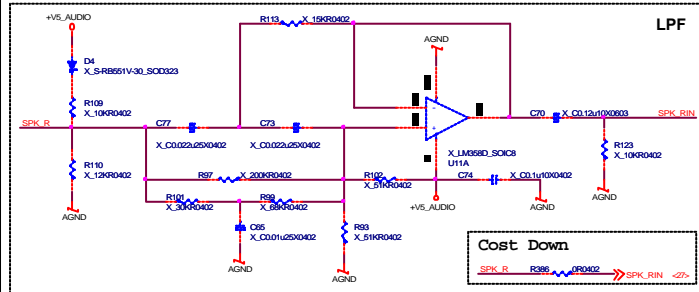 LPF
+V5_AUDIO
R113
X_15KR0402
AGND
D4
X_S-RB551V-30_SOD323
R109
X_10KR0402
SPK_R
C77
X_C0.022u25X0402
C73
X_C0.022u25X0402
C70
X_C0.12u10X0603
SPK_RIN
R110
X_12KR0402
R97
X_200KR0402
R102
X_51KR0402
X_LM358D_SOIC8
U11A
C74
X_C0.1u10X0402
R123
X_10KR0402
AGND
R101
X_30KR0402
R99
X_68KR0402
+V5_AUDIO
AGND
AGND
C65
X_C0.01u25X0402
R93
X_51KR0402
AGND
AGND
Cost Down
SPK_R
R386
0R0402
SPK_RIN
<27>